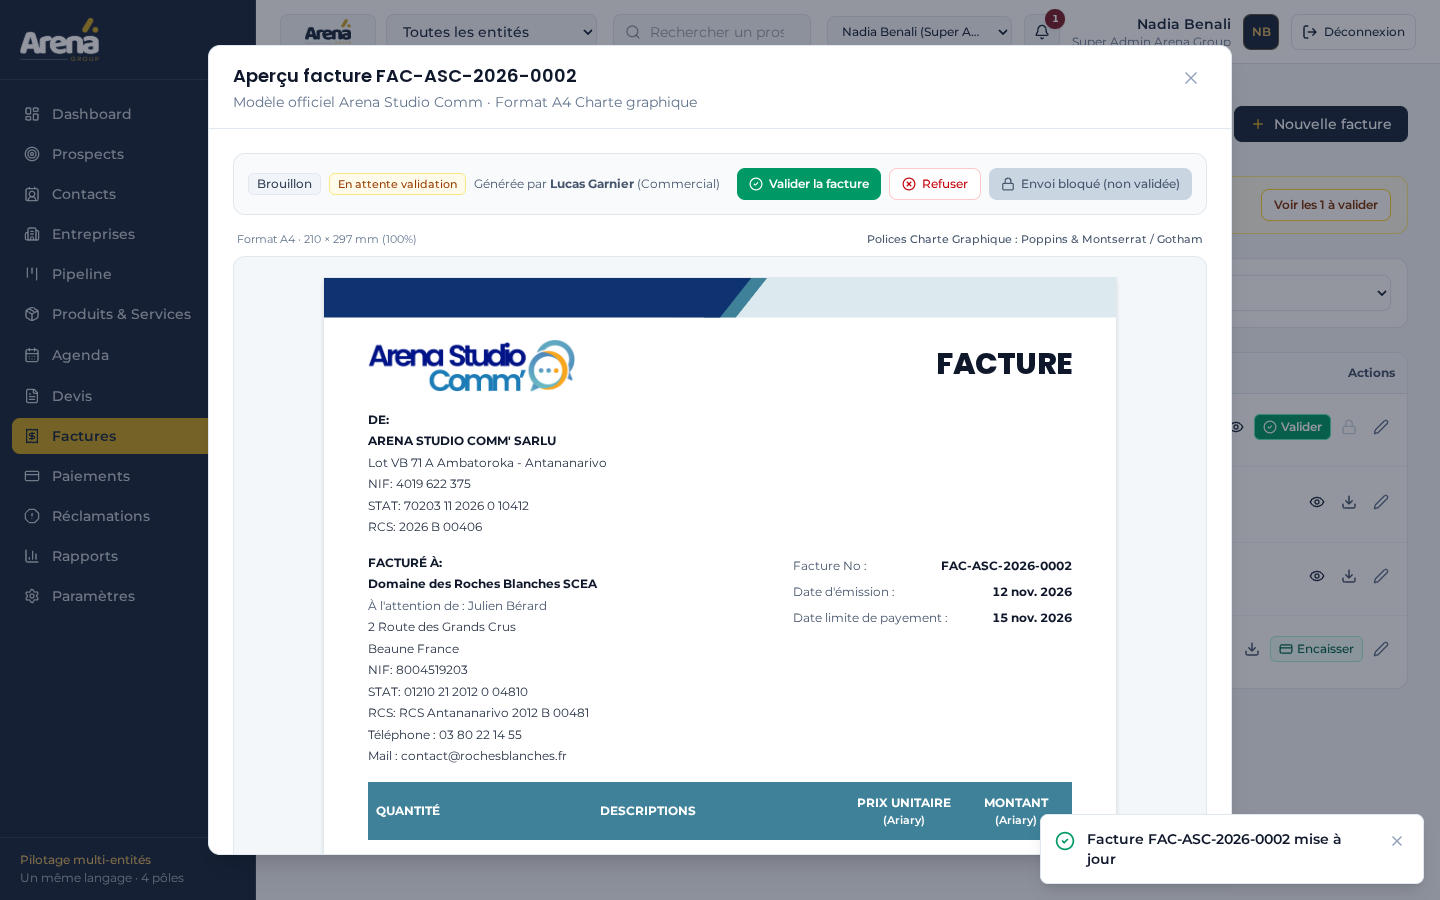 Arena
GROUP
Dashboard
Prospects
Contacts
Entreprises
Pipeline
Produits & Services
Agenda
Devis
Factures
Paiements
Réclamations
Rapports
Paramètres
Pilotage multi-entités
Un même langage · 4 pôles
Arena
Toutes les entités
Rechercher un pros
Nadia Benali (Super A...
1
Nadia Benali
Super Admin Arena Group
NB
Déconnexion
Nouvelle facture
Voir les 1 à valider
Actions
Valider
Encaisser
Aperçu facture FAC-ASC-2026-0002
Modèle officiel Arena Studio Comm · Format A4 Charte graphique
Brouillon
En attente validation
Générée par Lucas Garnier (Commercial)
Valider la facture
Refuser
Envoi bloqué (non validée)
Format A4 · 210 × 297 mm (100%)
Polices Charte Graphique : Poppins & Montserrat / Gotham
Arena Studio
Comm'
FACTURE
DE:
ARENA STUDIO COMM' SARLU
Lot VB 71 A Ambatoroka - Antananarivo
NIF: 4019 622 375
STAT: 70203 11 2026 0 10412
RCS: 2026 B 00406
FACTURÉ À:
Domaine des Roches Blanches SCEA
À l'attention de : Julien Bérard
2 Route des Grands Crus
Beaune France
NIF: 8004519203
STAT: 01210 21 2012 0 04810
RCS: RCS Antananarivo 2012 B 00481
Téléphone : 03 80 22 14 55
Mail : contact@rochesblanches.fr
Facture No : FAC-ASC-2026-0002
Date d'émission : 12 nov. 2026
Date limite de payement : 15 nov. 2026
QUANTITÉ DESCRIPTIONS PRIX UNITAIRE MONTANT
(Ariary) (Ariary)
Facture FAC-ASC-2026-0002 mise à
jour